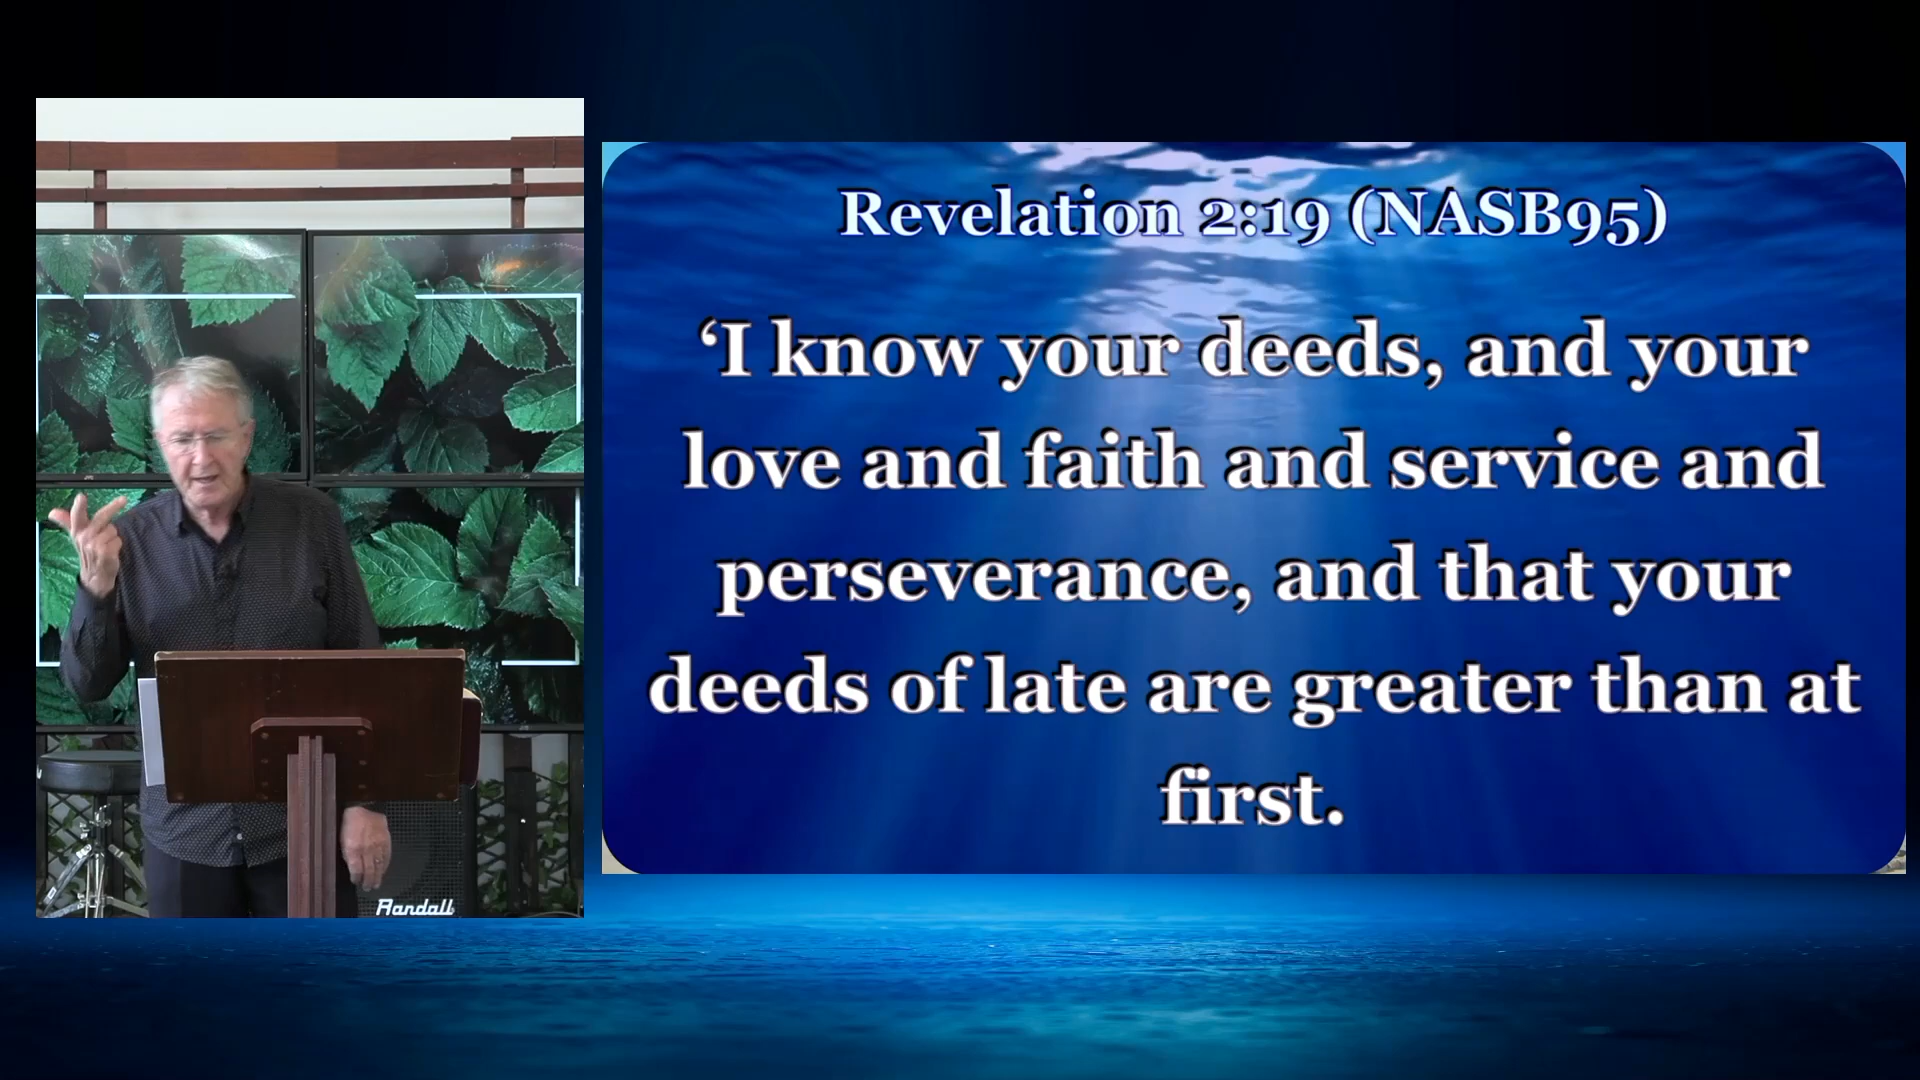 Revelation 2:19 (NASB95)
‘I know your deeds, and your
love and faith and service and
perseverance, and that your
deeds of late are greater than at
first.
Randall